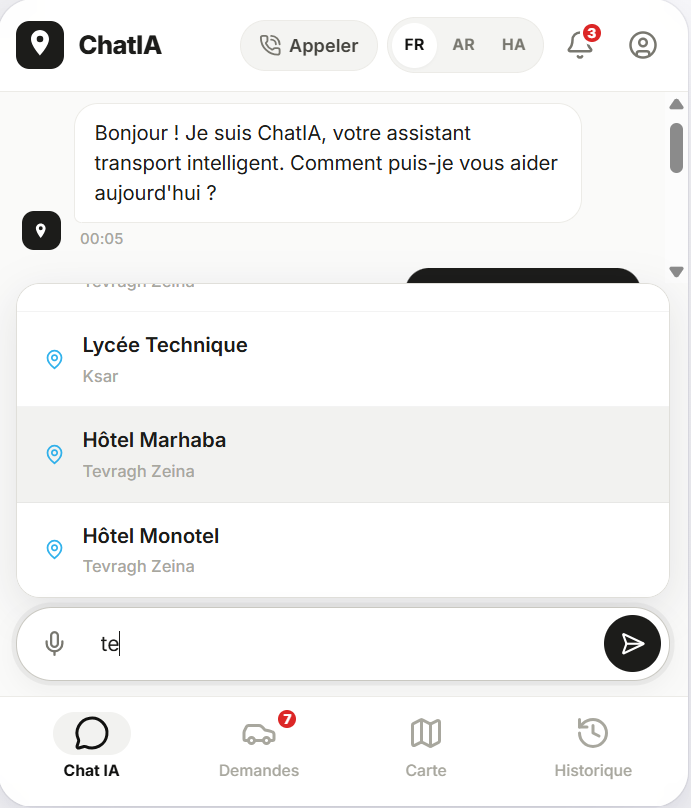 ChatIA
Appeler
FR
AR
HA
3
Bonjour ! Je suis ChatIA, votre assistant
transport intelligent. Comment puis-je vous aider
aujourd'hui ?
00:05
Tevragh Zeina
Lycée Technique
Ksar
Hôtel Marhaba
Tevragh Zeina
Hôtel Monotel
Tevragh Zeina
te
7
Chat IA
Demandes
Carte
Historique